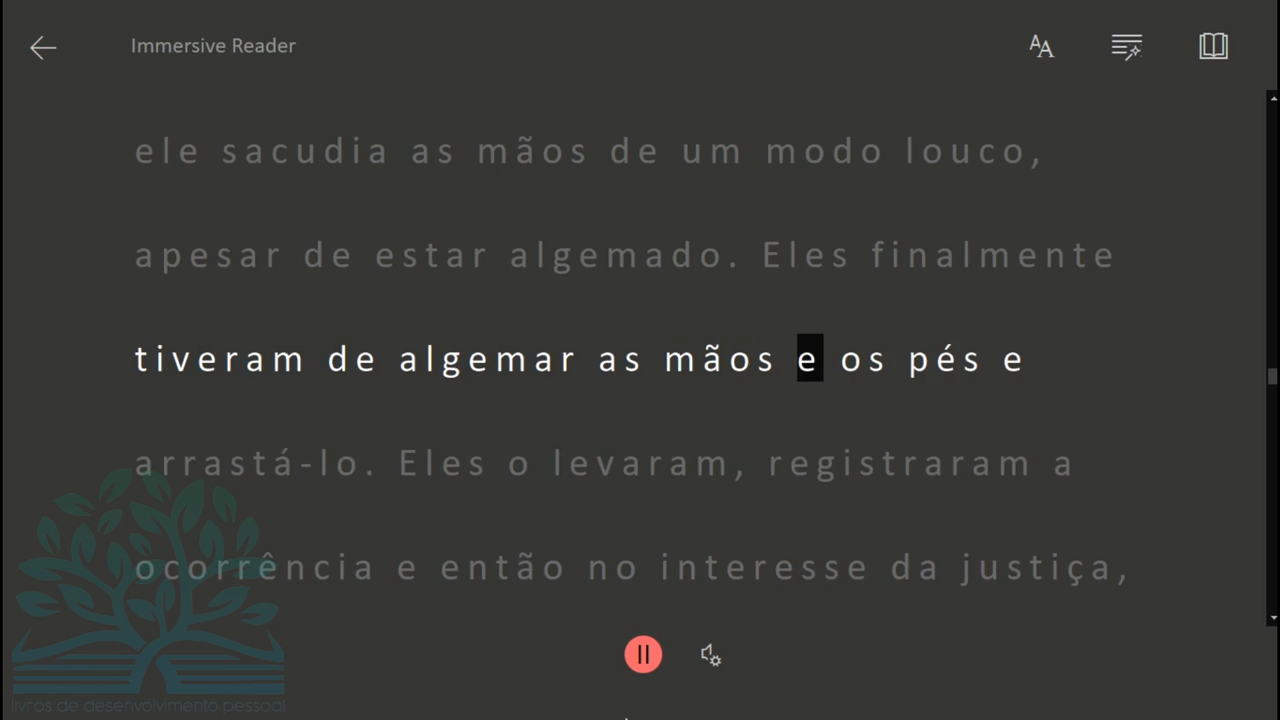 Immersive Reader
ele sacudia as mãos de um modo louco,
apesar de estar algemado. Eles finalmente
tiveram de algemar as mãos e os pés e
arrastá-lo. Eles o levaram, registraram a
ocorrência e então no interesse da justiça,
livros de desenvolvimento pessoal